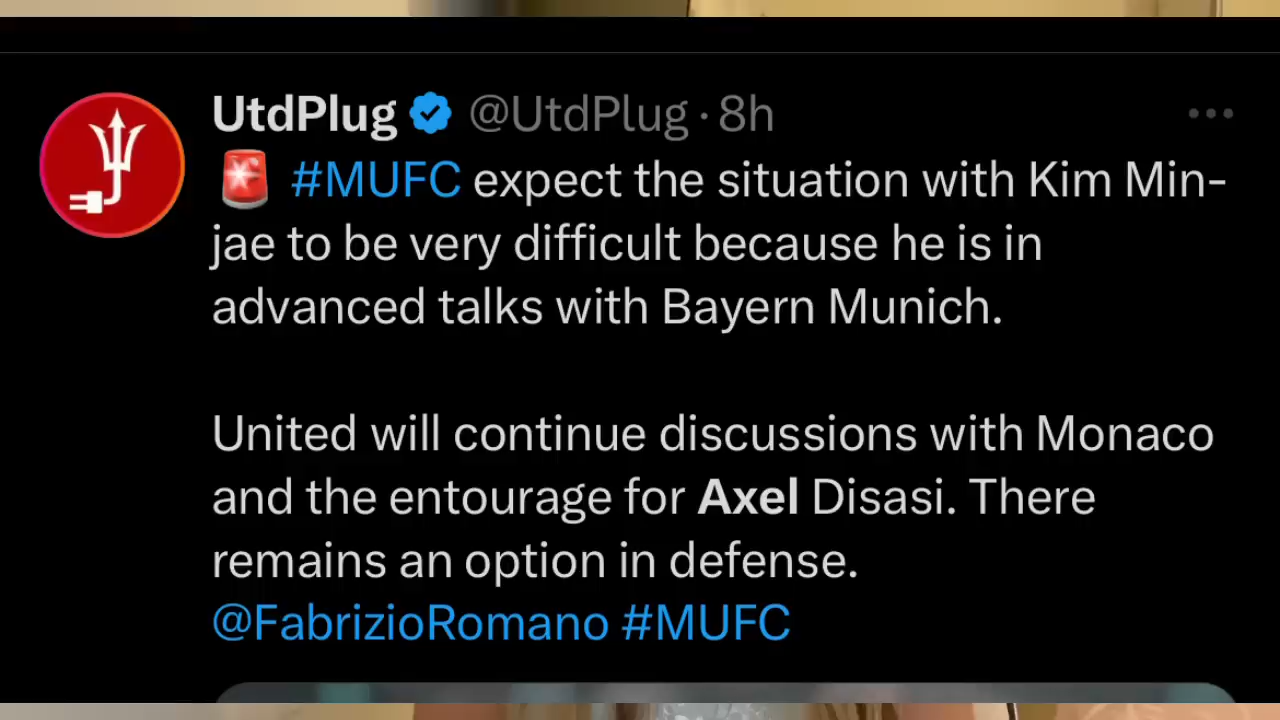 UtdPlug @UtdPlug · 8h
🚨 #MUFC expect the situation with Kim Min-
jae to be very difficult because he is in
advanced talks with Bayern Munich.
United will continue discussions with Monaco
and the entourage for Axel Disasi. There
remains an option in defense.
@FabrizioRomano #MUFC